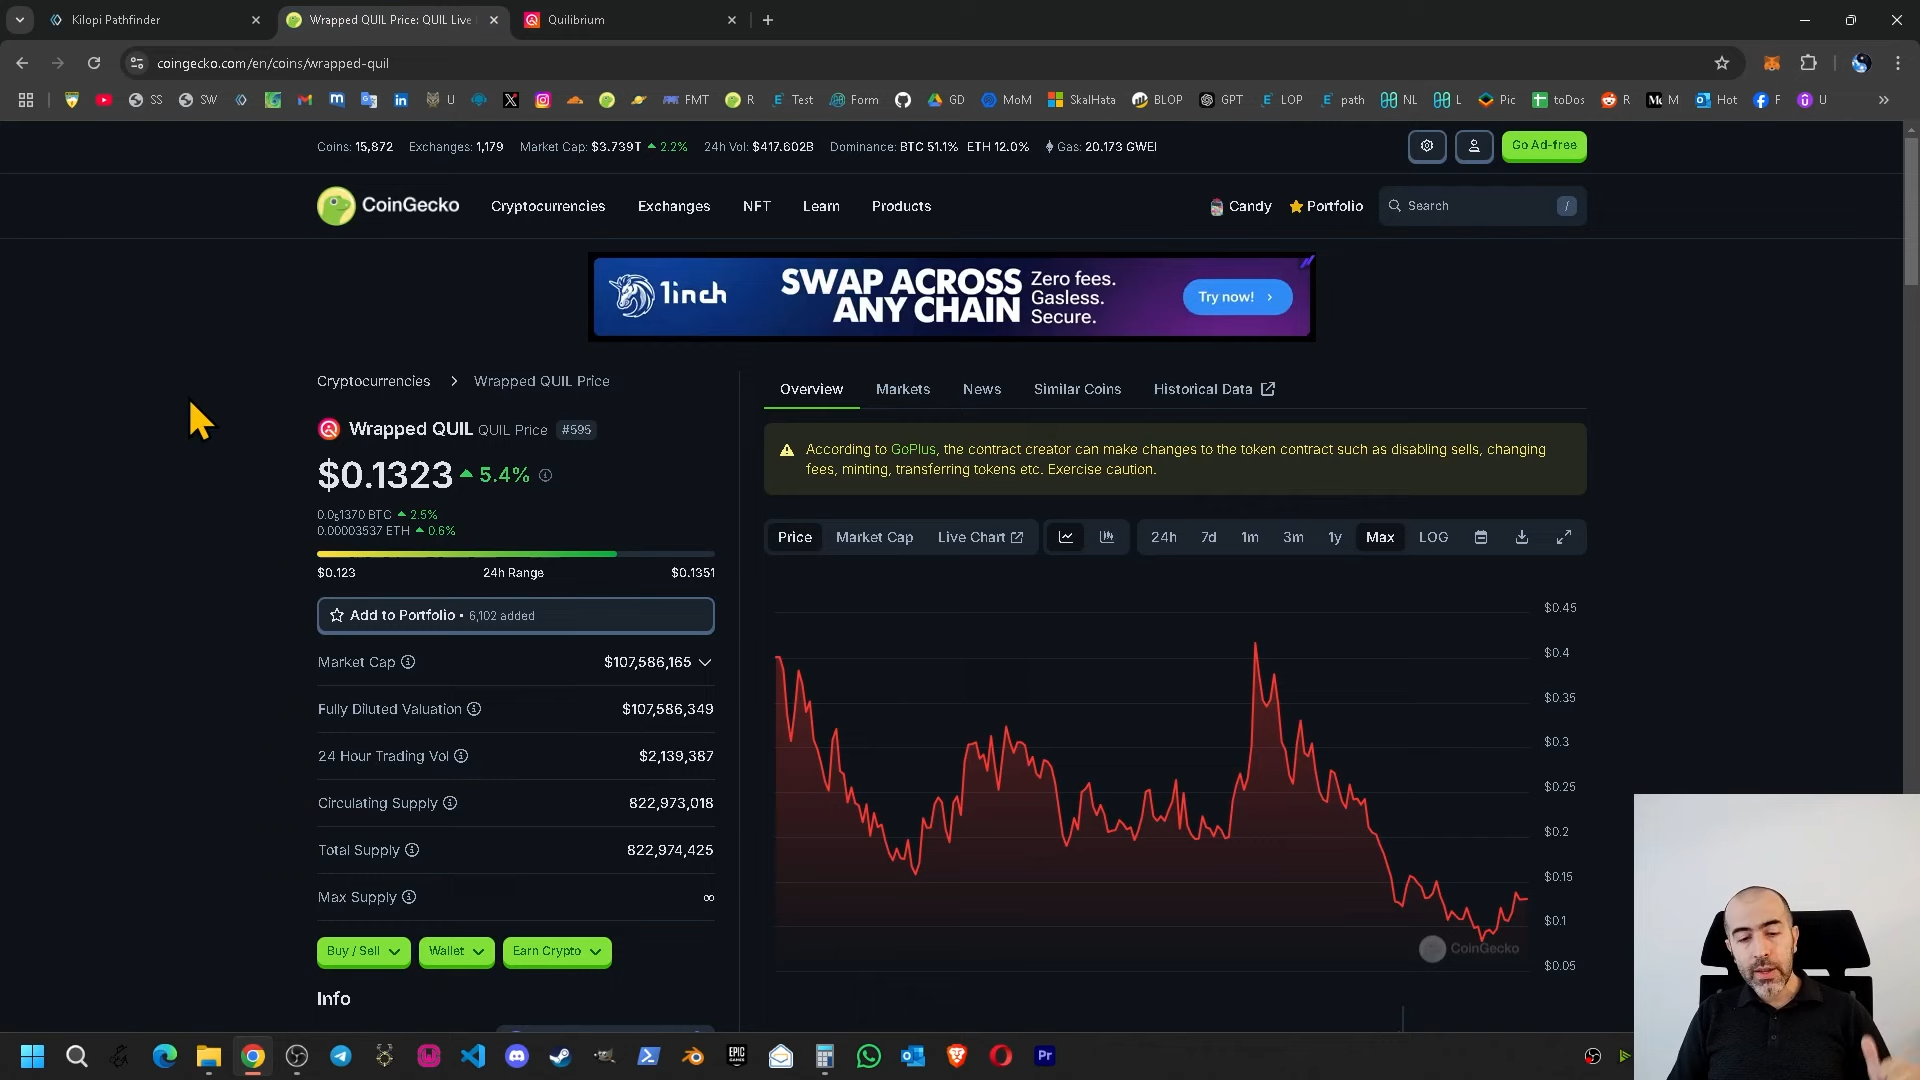 Kilopi Pathfinder
Wrapped QUIL Price: QUIL Live
Quilibrium
coingecko.com/en/coins/wrapped-quil
SS SW U FMT R Test Form GD MoM SkalHata BLOP GPT LOP path NL L Pic toDos R M Hot F U
Coins: 15,872 Exchanges: 1,179 Market Cap: $3.739T 2.2% 24h Vol: $417.602B Dominance: BTC 51.1% ETH 12.0% Gas: 20.173 GWEI
Go Ad-free
CoinGecko Cryptocurrencies Exchanges NFT Learn Products Candy Portfolio Search /
1inch SWAP ACROSS ANY CHAIN
Zero fees.
Gasless.
Secure.
Try now!
Cryptocurrencies > Wrapped QUIL Price
Wrapped QUIL QUIL Price #595
$0.1323 5.4%
0.0₅1370 BTC 2.5%
0.00003537 ETH 0.6%
$0.123 24h Range $0.1351
Add to Portfolio • 6,102 added
Market Cap $107,586,165
Fully Diluted Valuation $107,586,349
24 Hour Trading Vol $2,139,387
Circulating Supply 822,973,018
Total Supply 822,974,425
Max Supply ∞
Buy / Sell Wallet Earn Crypto
Info
Overview Markets News Similar Coins Historical Data
According to GoPlus, the contract creator can make changes to the token contract such as disabling sells, changing
fees, minting, transferring tokens etc. Exercise caution.
Price Market Cap Live Chart 24h 7d 1m 3m 1y Max LOG
$0.45
$0.4
$0.35
$0.3
$0.25
$0.2
$0.15
$0.1
$0.05
CoinGecko
EPIC GAMES
Pr